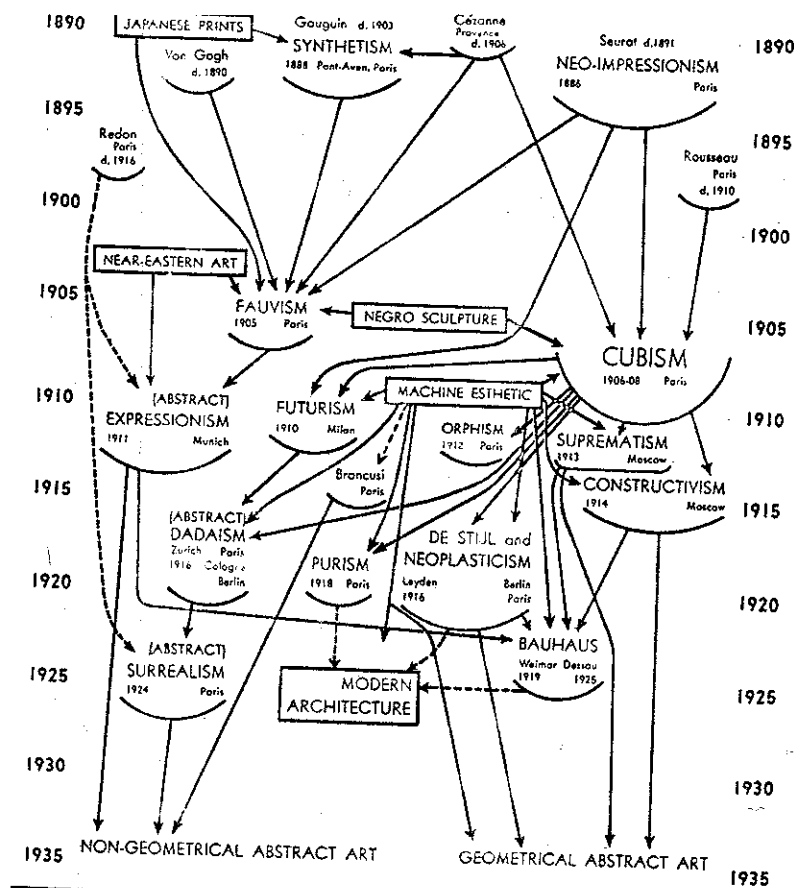 1890
JAPANESE PRINTS
Van Gogh
d. 1890
Gauguin d. 1903
SYNTHETISM
1888 Pont-Aven, Paris
Cézanne
Provence
d. 1906
Seurat d. 1891
NEO-IMPRESSIONISM
1886 Paris
1890
1895
Redon
Paris
d. 1916
1895
Rousseau
Paris
d. 1910
1900
1900
NEAR-EASTERN ART
1905
FAUVISM
1905 Paris
NEGRO SCULPTURE
1905
CUBISM
1906-08 Paris
1910
(ABSTRACT)
EXPRESSIONISM
1911 Munich
FUTURISM
1910 Milan
MACHINE ESTHETIC
ORPHISM
1912 Paris
1910
SUPREMATISM
1913 Moscow
Brancusi
Paris
CONSTRUCTIVISM
1914 Moscow
1915
1915
(ABSTRACT)
DADAISM
Zurich Paris
1916 Cologne
Berlin
PURISM
1918 Paris
DE STIJL and
NEOPLASTICISM
Leyden Berlin
1916 Paris
1920
1920
(ABSTRACT)
SURREALISM
1924 Paris
BAUHAUS
Weimar Dessau
1919 1925
MODERN
ARCHITECTURE
1925
1925
1930
1930
1935
NON-GEOMETRICAL ABSTRACT ART
GEOMETRICAL ABSTRACT ART
1935